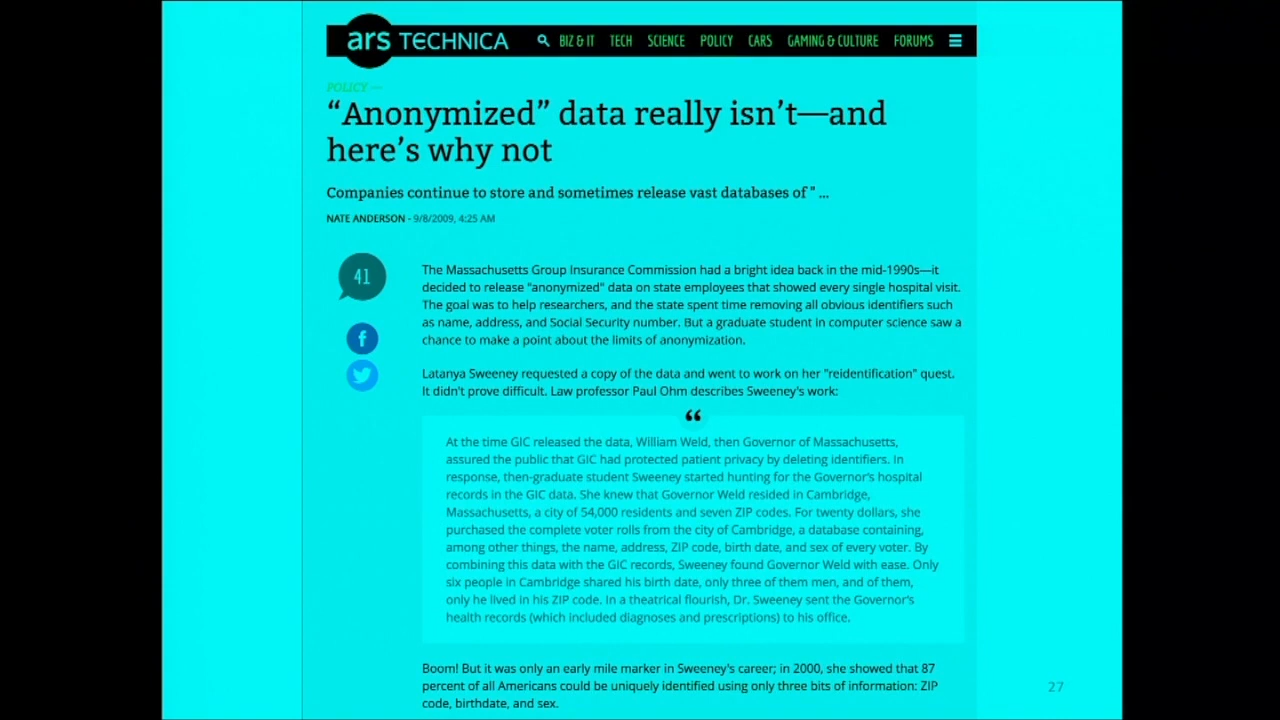 ars TECHNICA BIZ & IT TECH SCIENCE POLICY CARS GAMING & CULTURE FORUMS
POLICY —
“Anonymized” data really isn’t—and
here’s why not
Companies continue to store and sometimes release vast databases of " ...
NATE ANDERSON - 9/8/2009, 4:25 AM
41
The Massachusetts Group Insurance Commission had a bright idea back in the mid-1990s—it
decided to release "anonymized" data on state employees that showed every single hospital visit.
The goal was to help researchers, and the state spent time removing all obvious identifiers such
as name, address, and Social Security number. But a graduate student in computer science saw a
chance to make a point about the limits of anonymization.
Latanya Sweeney requested a copy of the data and went to work on her "reidentification" quest.
It didn't prove difficult. Law professor Paul Ohm describes Sweeney's work:
“
At the time GIC released the data, William Weld, then Governor of Massachusetts,
assured the public that GIC had protected patient privacy by deleting identifiers. In
response, then-graduate student Sweeney started hunting for the Governor’s hospital
records in the GIC data. She knew that Governor Weld resided in Cambridge,
Massachusetts, a city of 54,000 residents and seven ZIP codes. For twenty dollars, she
purchased the complete voter rolls from the city of Cambridge, a database containing,
among other things, the name, address, ZIP code, birth date, and sex of every voter. By
combining this data with the GIC records, Sweeney found Governor Weld with ease. Only
six people in Cambridge shared his birth date, only three of them men, and of them,
only he lived in his ZIP code. In a theatrical flourish, Dr. Sweeney sent the Governor’s
health records (which included diagnoses and prescriptions) to his office.
Boom! But it was only an early mile marker in Sweeney's career; in 2000, she showed that 87
percent of all Americans could be uniquely identified using only three bits of information: ZIP
code, birthdate, and sex.
27